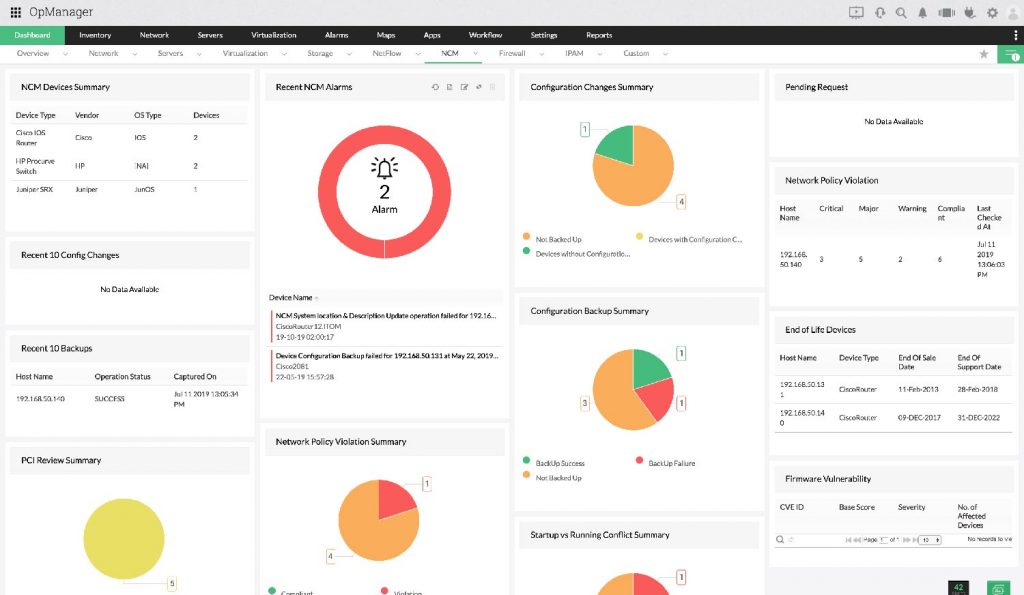 OpManager
Dashboard Inventory Network Servers Virtualization Alarms Maps Apps Workflow Settings Reports
Overview Network Servers Virtualization Storage NetFlow NCM Firewall IPAM Custom
NCM Devices Summary
Device Type Vendor OS Type Devices
Cisco IOS
Router
Cisco IOS 2
HP Procurve
Switch
HP [NA] 2
Juniper SRX Juniper JunOS 1
Recent 10 Config Changes
No Data Available
Recent 10 Backups
Host Name Operation Status Captured On
192.168.50.140 SUCCESS Jul 11 2019 13:05:34
PM
PCI Review Summary
5
Recent NCM Alarms
2
Alarm
Device Name
NCM System location & Description Update operation failed for 192.16...
CiscoRouter12.ITOM
19-10-19 02:00:17
Device Configuration Backup failed for 192.168.50.131 at May 22, 2019...
Cisco2081
22-05-19 15:57:28
Network Policy Violation Summary
1
4
Compliant Violation
Configuration Changes Summary
1
4
Not Backed Up Devices with Configuration C...
Devices without Configuratio...
Configuration Backup Summary
1
3 1
BackUp Success BackUp Failure
Not Backed Up
Startup vs Running Conflict Summary
1
Pending Request
No Data Available
Network Policy Violation
Host
Name
Critical Major Warning Complia
nt
Last
Checke
d At
192.168.
50.140
3 5 2 6
Jul 11
2019
13:06:03
PM
End of Life Devices
Host Name Device Type End Of Sale
Date
End Of
Support Date
192.168.50.13
1
CiscoRouter 11-Feb-2013 28-Feb-2018
192.168.50.14
0
CiscoRouter 09-DEC-2017 31-DEC-2022
Firmware Vulnerability
CVE ID Base Score Severity No. of
Affected
Devices
Page 1 of 1 10 No records to vie
42